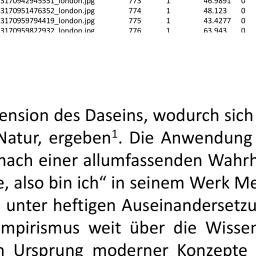 3170942945551_london.jpg 773 1 46.9891 0
3170951476352_london.jpg 774 1 48.123 0
3170959794419_london.jpg 775 1 43.4277 0
3170959822932_london.jpg 776 1 63.943 0
ension des Daseins, wodurch sich
Natur, ergeben¹. Die Anwendung
nach einer allumfassenden Wahrh
e, also bin ich“ in seinem Werk Me
unter heftigen Auseinandersetzu
mpirismus weit über die Wissen
n Ursprung moderner Konzepte